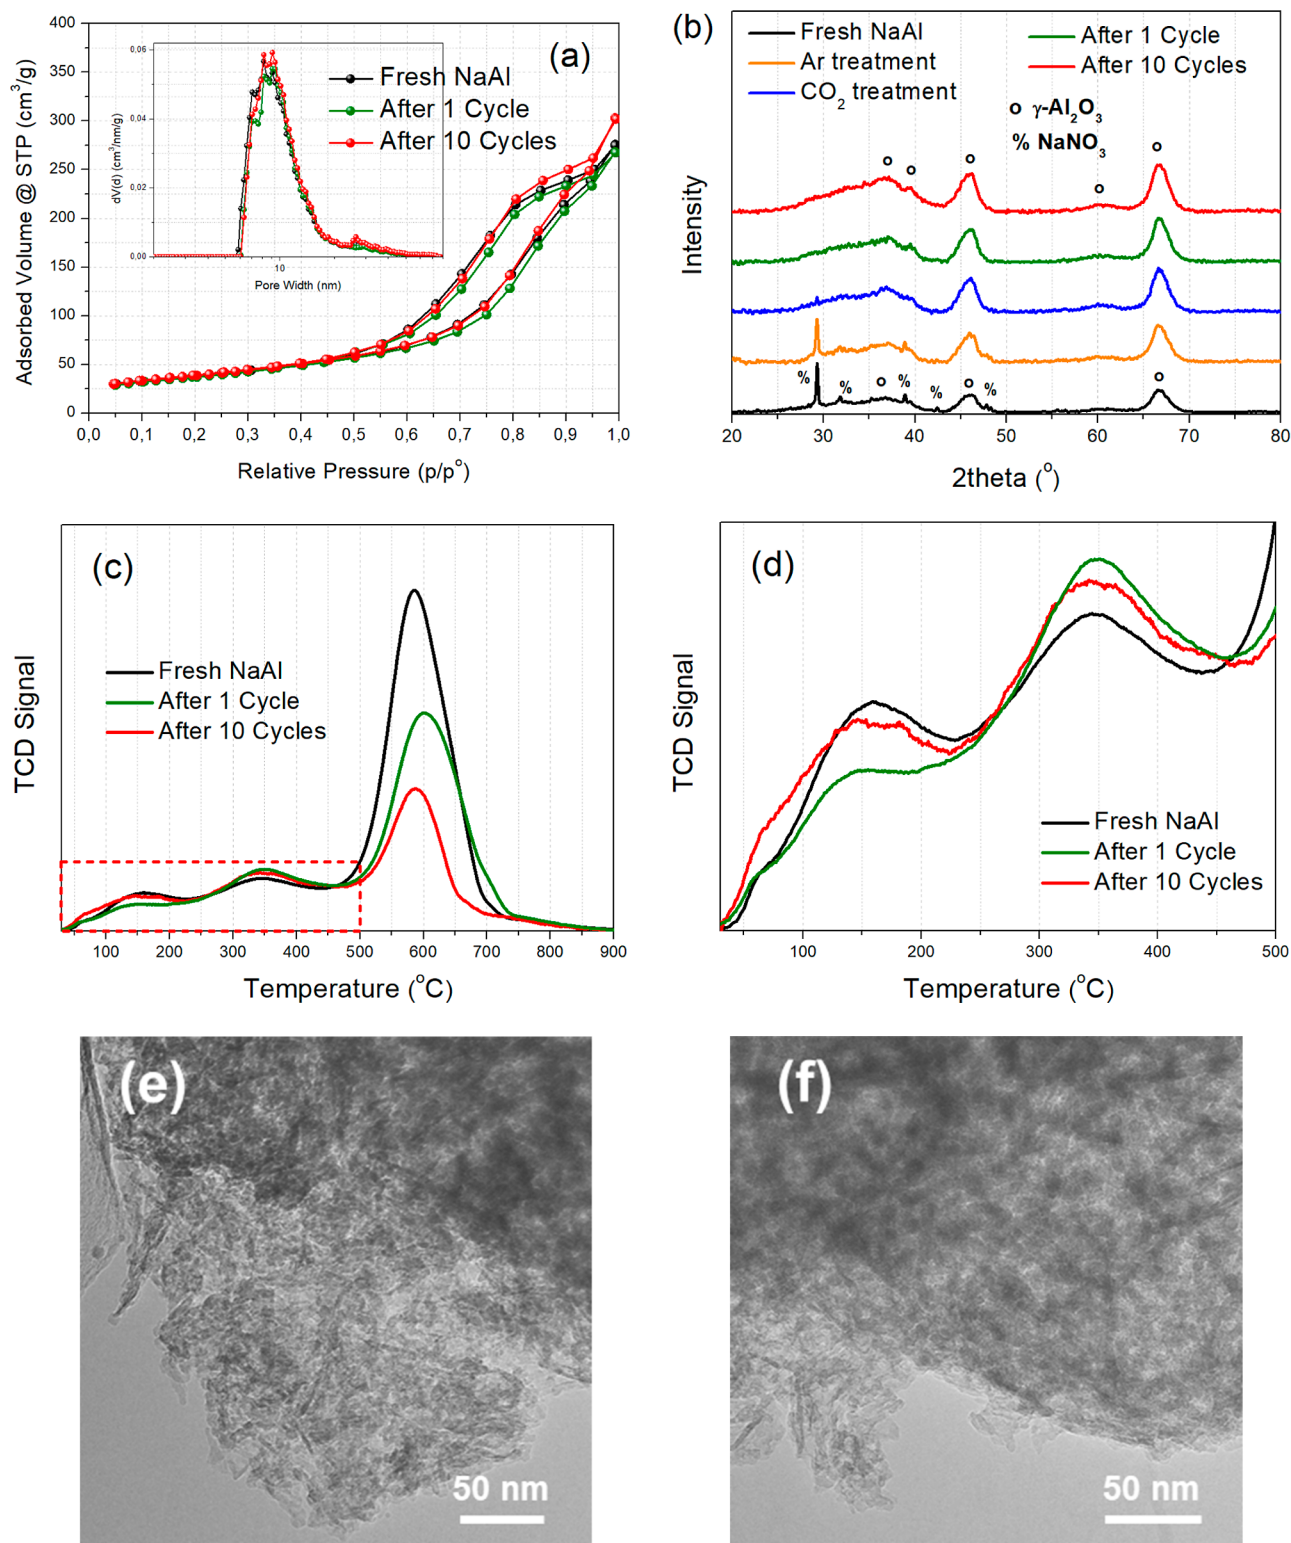 (a)
Adsorbed Volume @ STP (cm³/g)
400
350
300
250
200
150
100
50
0
0,0 0,1 0,2 0,3 0,4 0,5 0,6 0,7 0,8 0,9 1,0
Relative Pressure (p/p°)
Fresh NaAl
After 1 Cycle
After 10 Cycles
dV(d) (cm³/nm/g)
0.06
0.04
0.02
0.00
10
Pore Width (nm)
(b)
Fresh NaAl
Ar treatment
CO₂ treatment
After 1 Cycle
After 10 Cycles
o γ-Al₂O₃
% NaNO₃
Intensity
o o o o o
% % o % % o % o
20 30 40 50 60 70 80
2theta (°)
(c)
TCD Signal
Fresh NaAl
After 1 Cycle
After 10 Cycles
100 200 300 400 500 600 700 800 900
Temperature (°C)
(d)
TCD Signal
Fresh NaAl
After 1 Cycle
After 10 Cycles
100 200 300 400 500
Temperature (°C)
(e)
50 nm
(f)
50 nm